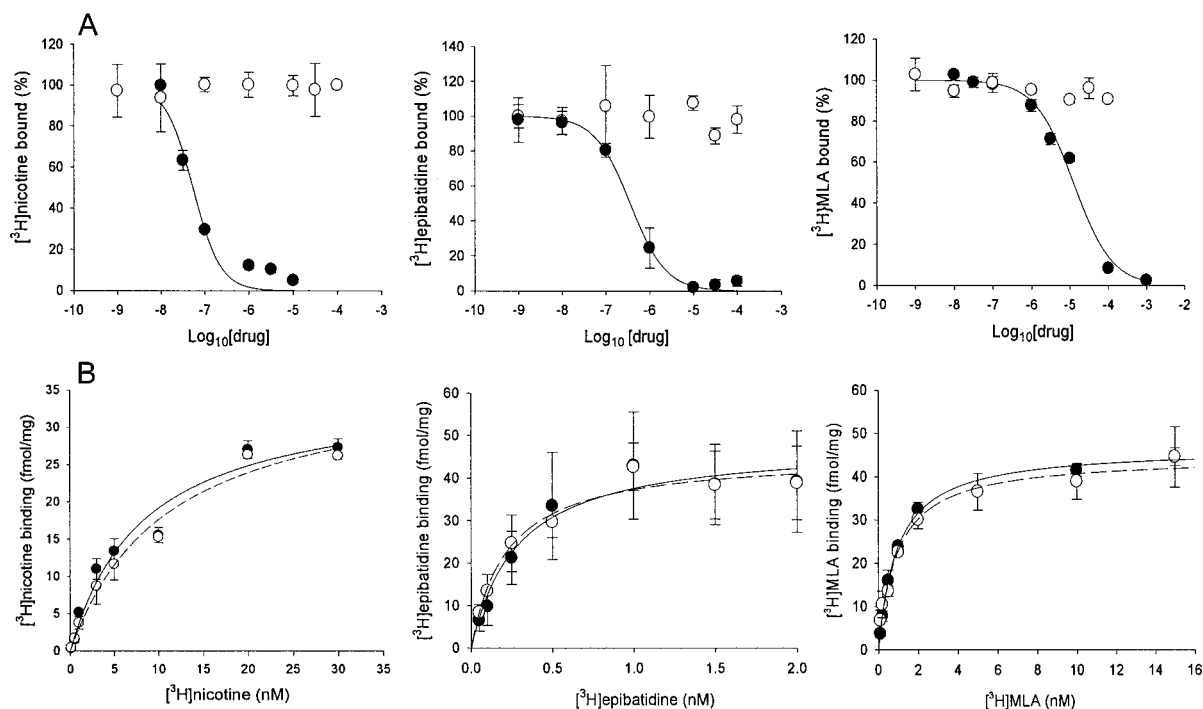 A
[³H]nicotine bound (%)
120
100
80
60
40
20
0
-10 -9 -8 -7 -6 -5 -4 -3
Log₁₀[drug]
[³H]epibatidine bound (%)
140
120
100
80
60
40
20
0
-10 -9 -8 -7 -6 -5 -4 -3 -2
Log₁₀[drug]
[³H}MLA bound (%)
120
100
80
60
40
20
0
-10 -9 -8 -7 -6 -5 -4 -3 -2
Log₁₀[drug]
B
[³H]nicotine binding (fmol/mg)
35
30
25
20
15
10
5
0
0 5 10 15 20 25 30 35
[³H]nicotine (nM)
[³H]epibatidine binding (fmol/mg)
60
50
40
30
20
10
0
0.0 0.5 1.0 1.5 2.0
[³H]epibatidine (nM)
[³H]MLA binding (fmol/mg)
60
50
40
30
20
10
0
0 2 4 6 8 10 12 14 16
[³H]MLA (nM)